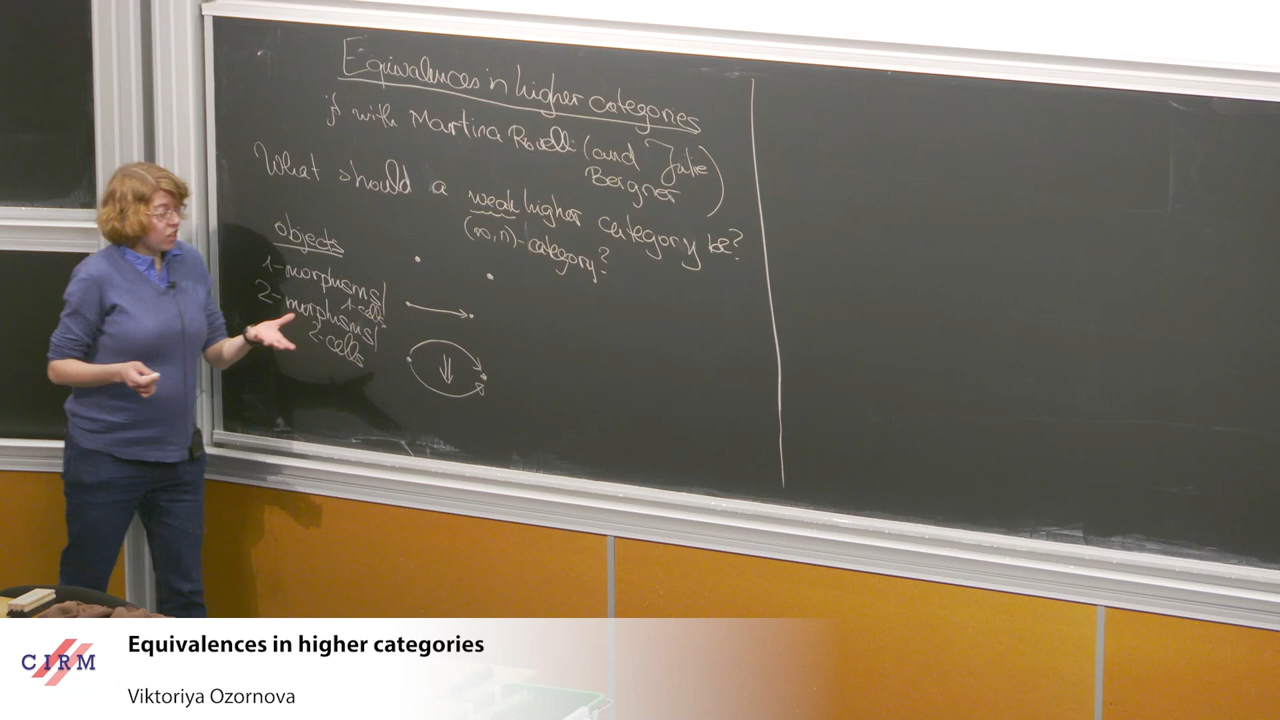 Equivalences in higher categories
j with Martina Rovelli (and Julie
Bergner)
What should a weak higher category be?
(∞,n)-category?
objects
1-morphisms/
1-cells
2-morphisms/
2-cells
CIRM
Equivalences in higher categories
Viktoriya Ozornova